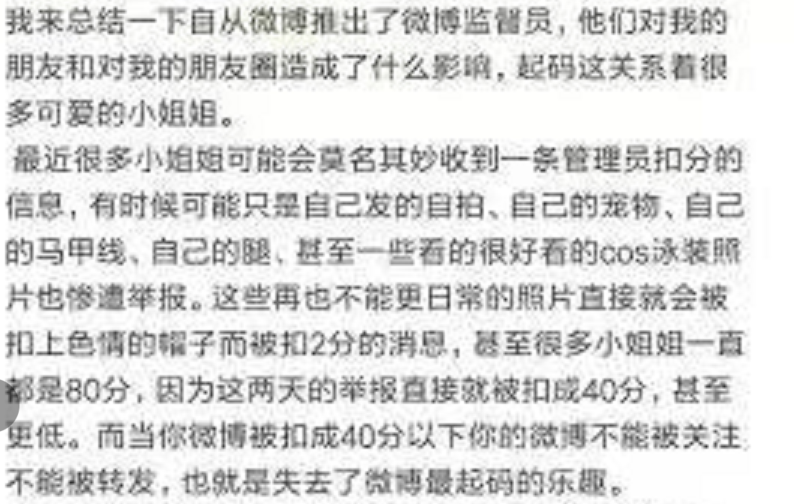 我来总结一下自从微博推出了微博监督员，他们对我的
朋友和对我的朋友圈造成了什么影响，起码这关系着很
多可爱的小姐姐。
最近很多小姐姐可能会莫名其妙收到一条管理员扣分的
信息，有时候可能只是自己发的自拍、自己的宠物、自己
的马甲线、自己的腿、甚至一些看的很好看的cos泳装照
片也惨遭举报。这些再也不能更日常的照片直接就会被
扣上色情的帽子而被扣2分的消息，甚至很多小姐姐一直
都是80分，因为这两天的举报直接就被扣成40分，甚至
更低。而当你微博被扣成40分以下你的微博不能被关注
不能被转发，也就是失去了微博最起码的乐趣。